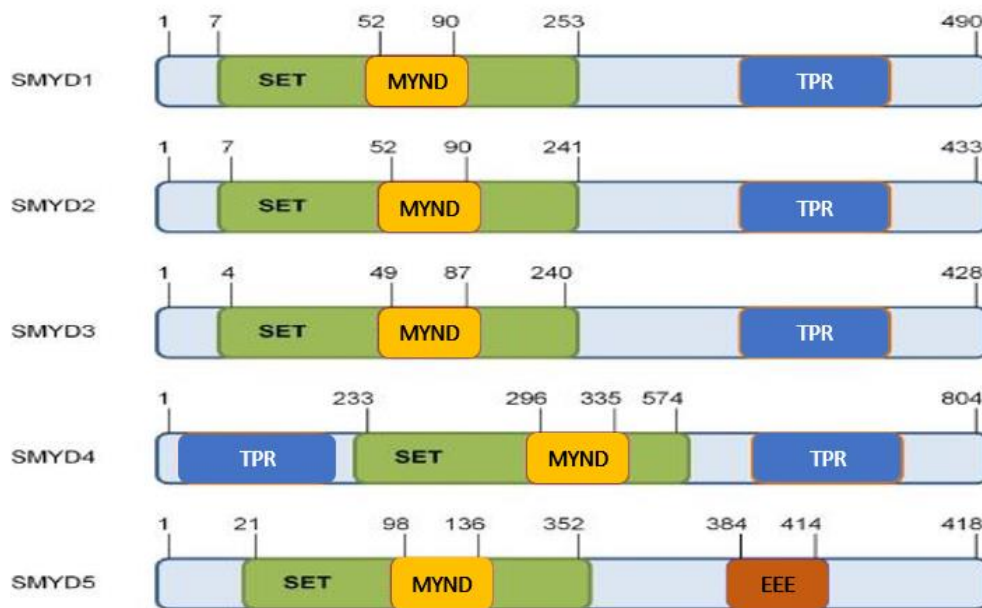 1 7 52 90 253 490
SMYD1 SET MYND TPR
1 7 52 90 241 433
SMYD2 SET MYND TPR
1 4 49 87 240 428
SMYD3 SET MYND TPR
1 233 296 335 574 804
SMYD4 TPR SET MYND TPR
1 21 98 136 352 384 414 418
SMYD5 SET MYND EEE